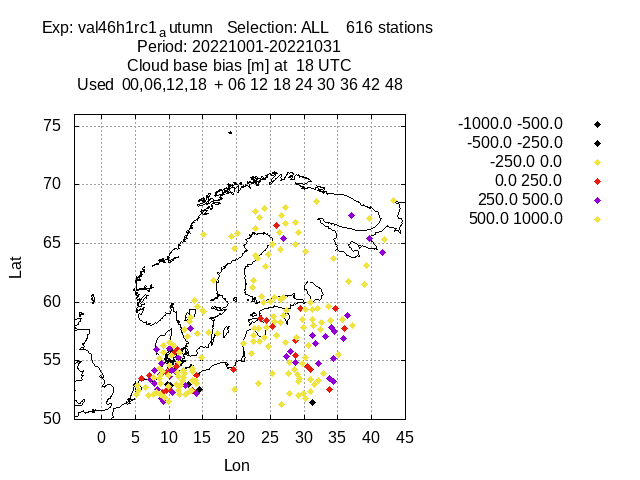 Exp: val46h1rc1autumn Selection: ALL 616 stations
Period: 20221001-20221031
Cloud base bias [m] at 18 UTC
Used 00,06,12,18 + 06 12 18 24 30 36 42 48
-1000.0 -500.0
-500.0 -250.0
-250.0 0.0
0.0 250.0
250.0 500.0
500.0 1000.0
75
70
65
60
55
50
Lat
0 5 10 15 20 25 30 35 40 45
Lon